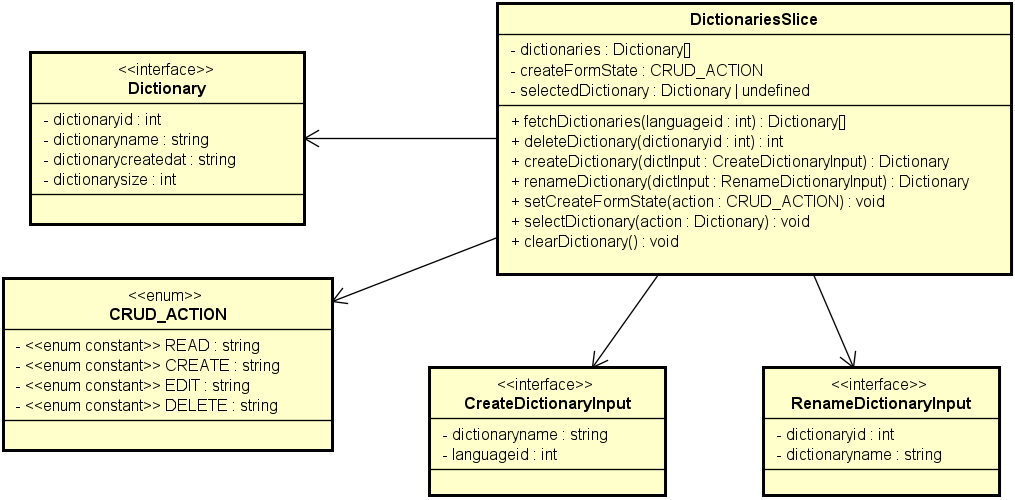 DictionariesSlice
- dictionaries : Dictionary[]
- createFormState : CRUD_ACTION
- selectedDictionary : Dictionary | undefined
+ fetchDictionaries(languageid : int) : Dictionary[]
+ deleteDictionary(dictionaryid : int) : int
+ createDictionary(dictInput : CreateDictionaryInput) : Dictionary
+ renameDictionary(dictInput : RenameDictionaryInput) : Dictionary
+ setCreateFormState(action : CRUD_ACTION) : void
+ selectDictionary(action : Dictionary) : void
+ clearDictionary() : void
<<interface>>
Dictionary
- dictionaryid : int
- dictionaryname : string
- dictionarycreatedat : string
- dictionarysize : int
<<enum>>
CRUD_ACTION
- <<enum constant>> READ : string
- <<enum constant>> CREATE : string
- <<enum constant>> EDIT : string
- <<enum constant>> DELETE : string
<<interface>>
CreateDictionaryInput
- dictionaryname : string
- languageid : int
<<interface>>
RenameDictionaryInput
- dictionaryid : int
- dictionaryname : string